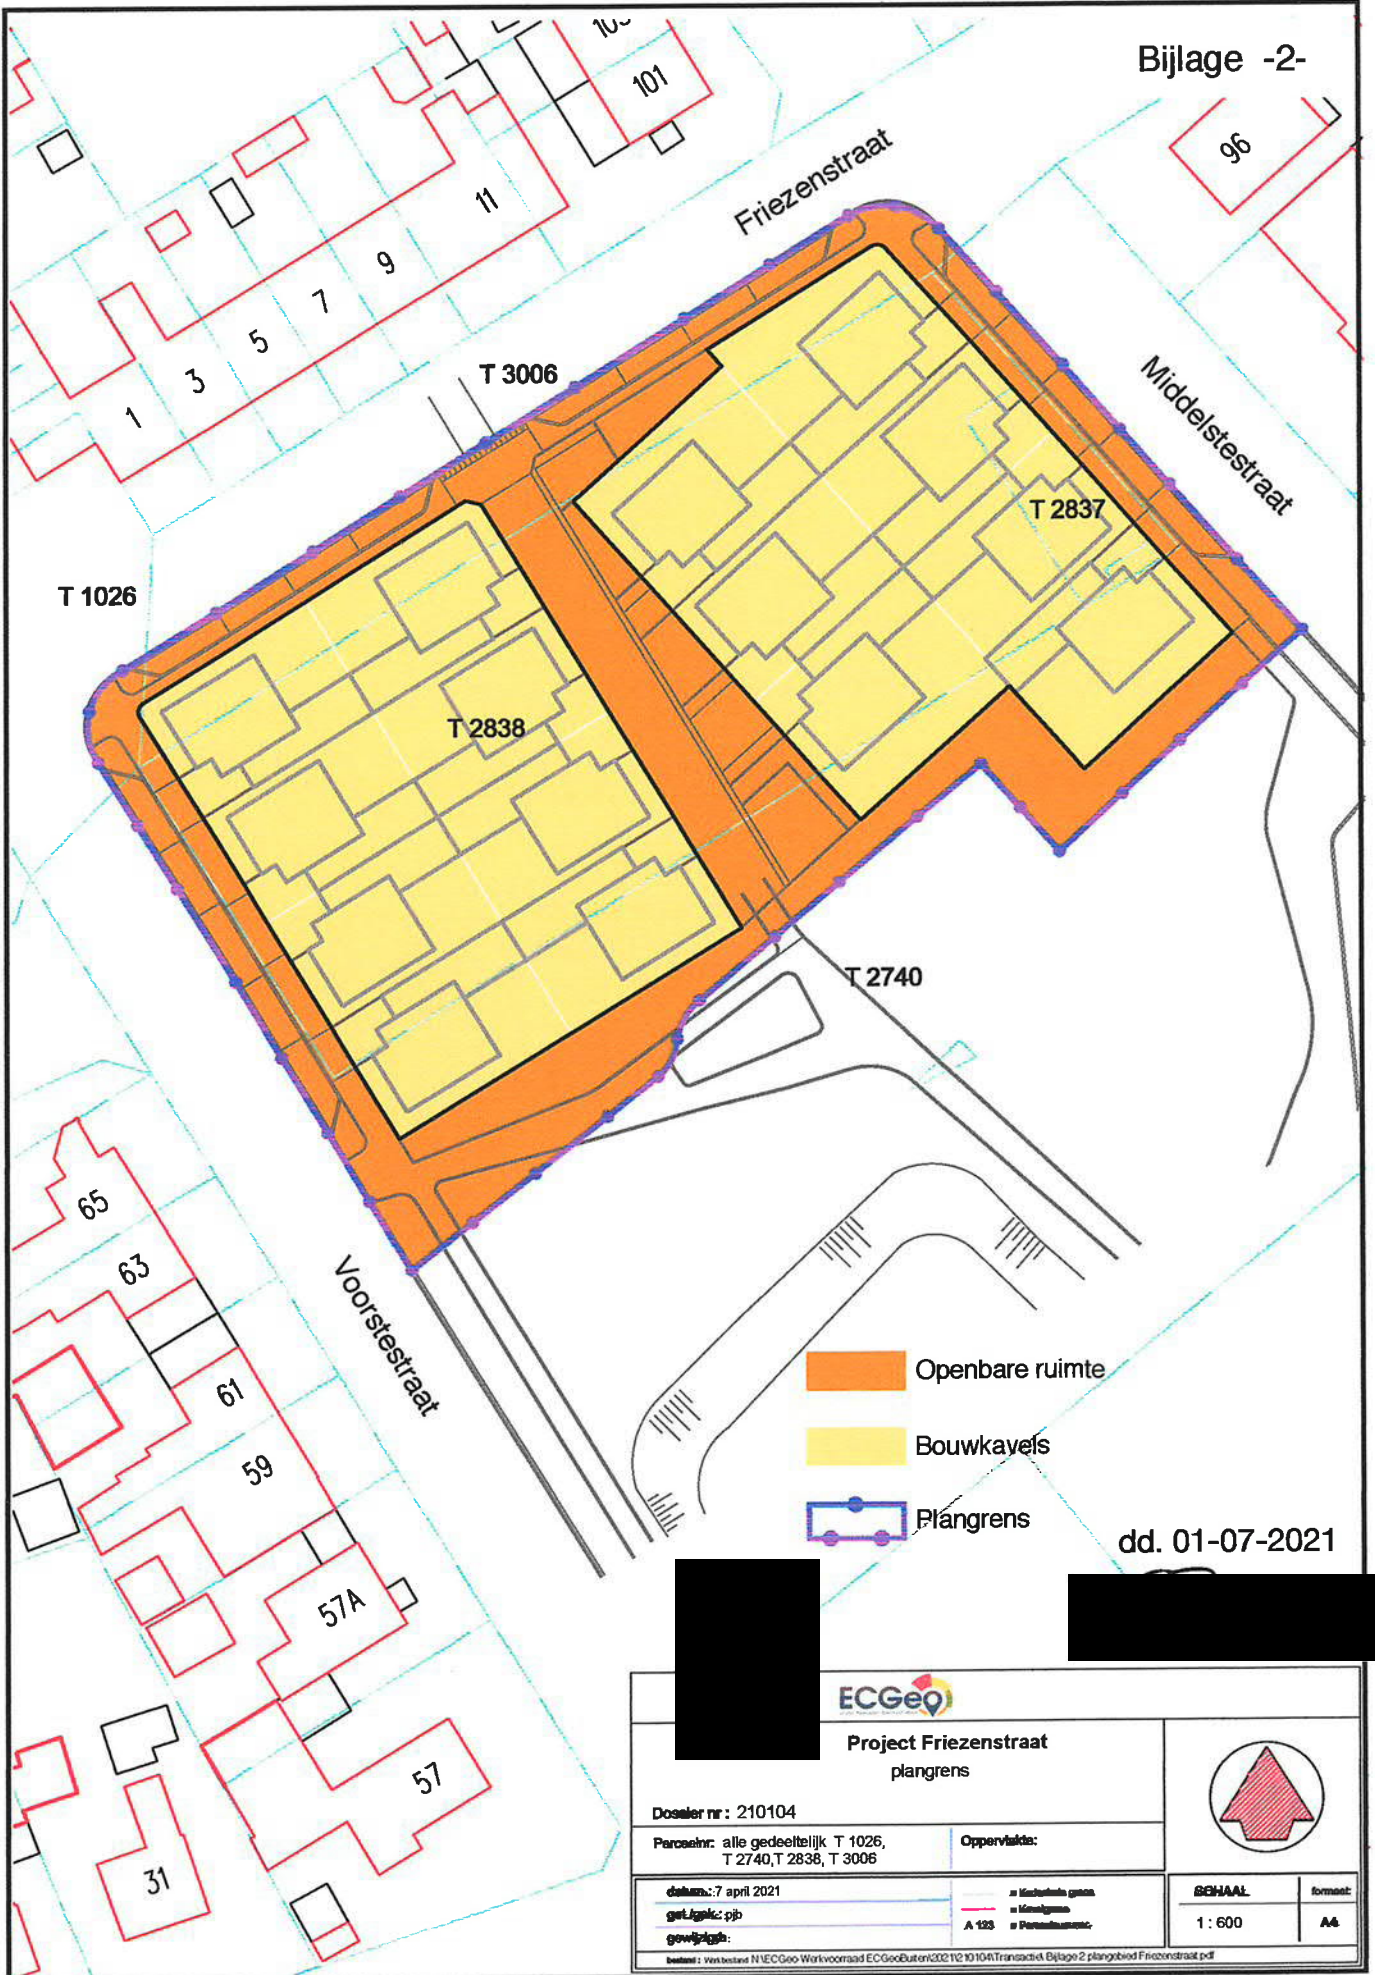 Bijlage -2-
101
96
Friezenstraat
11
9
7
5
3
1
T 3006
Middelstestraat
T 2837
T 1026
T 2838
T 2740
65
63
61
59
57A
57
31
Voorstestraat
Openbare ruimte
Bouwkavels
Plangrens
dd. 01-07-2021
ECGeo
Project Friezenstraat
plangrens
Dossier nr : 210104
Perceelnr: alle gedeeltelijk T 1026,
T 2740,T 2838, T 3006
Oppervlakte:
datum.: 7 april 2021
get./gek.: pjb
gewijzigd:
A 123
SCHAAL
1 : 600
formaat:
A4